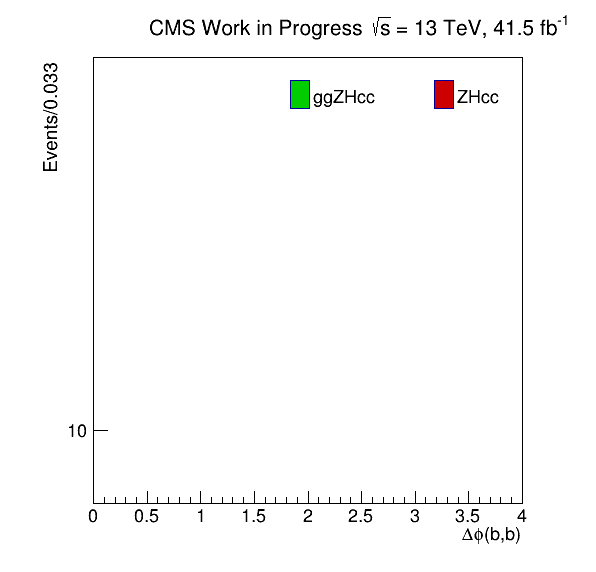 CMS Work in Progress √s = 13 TeV, 41.5 fb⁻¹
Events/0.033
ggZHcc ZHcc
10
0 0.5 1 1.5 2 2.5 3 3.5 4
Δϕ(b,b)